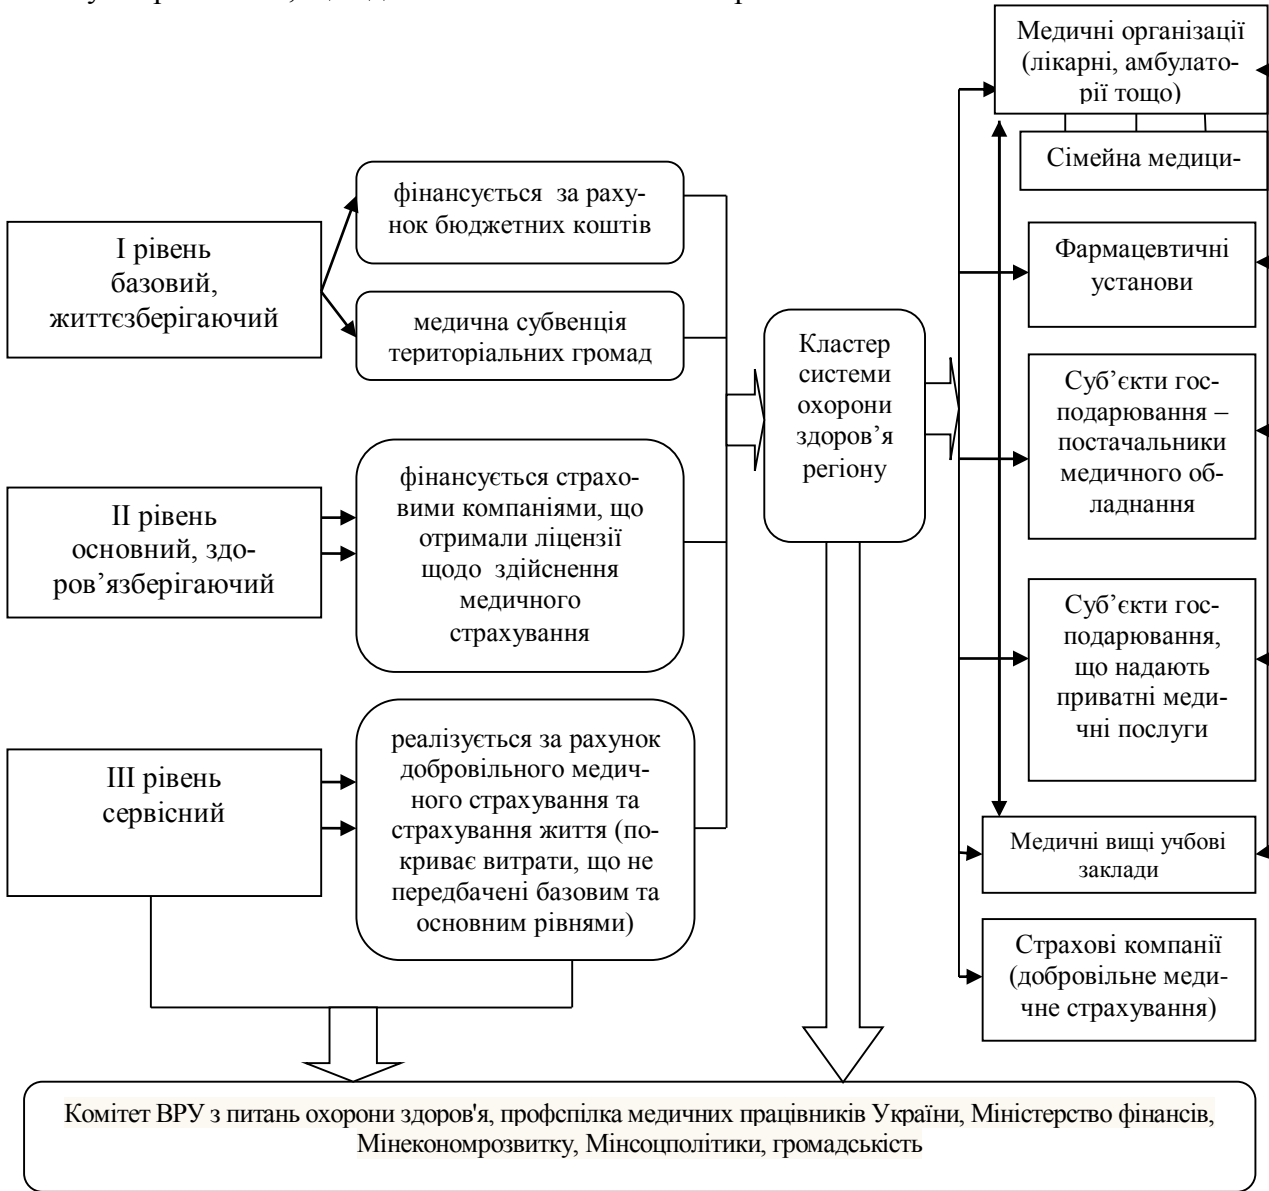 I рівень
базовий,
життєзберігаючий
фінансується за раху-
нок бюджетних коштів
медична субвенція
територіальних громад
II рівень
основний, здо-
ров’язберігаючий
фінансується страхо-
вими компаніями, що
отримали ліцензії
щодо здійснення
медичного
страхування
III рівень
сервісний
реалізується за рахунок
добровільного медич-
ного страхування та
страхування життя (по-
криває витрати, що не
передбачені базовим та
основним рівнями)
Кластер
системи
охорони
здоров’я
регіону
Медичні організації
(лікарні, амбулато-
рії тощо)
Сімейна медици-
Фармацевтичні
установи
Суб’єкти гос-
подарювання –
постачальники
медичного об-
ладнання
Суб’єкти гос-
подарювання,
що надають
приватні меди-
чні послуги
Медичні вищі учбові
заклади
Страхові компанії
(добровільне меди-
чне страхування)
Комітет ВРУ з питань охорони здоров'я, профспілка медичних працівників України, Міністерство фінансів,
Мінекономрозвитку, Мінсоцполітики, громадськість